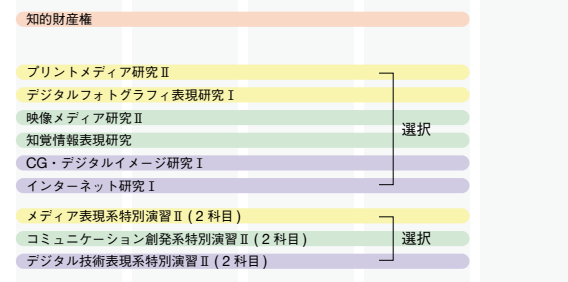 知的財産権
プリントメディア研究Ⅱ
デジタルフォトグラフィ表現研究Ⅰ
映像メディア研究Ⅱ
選択
知覚情報表現研究
CG・デジタルイメージ研究Ⅰ
インターネット研究Ⅰ
メディア表現系特別演習Ⅱ(2科目)
コミュニケーション創発系特別演習Ⅱ(2科目)
選択
デジタル技術表現系特別演習Ⅱ(2科目)